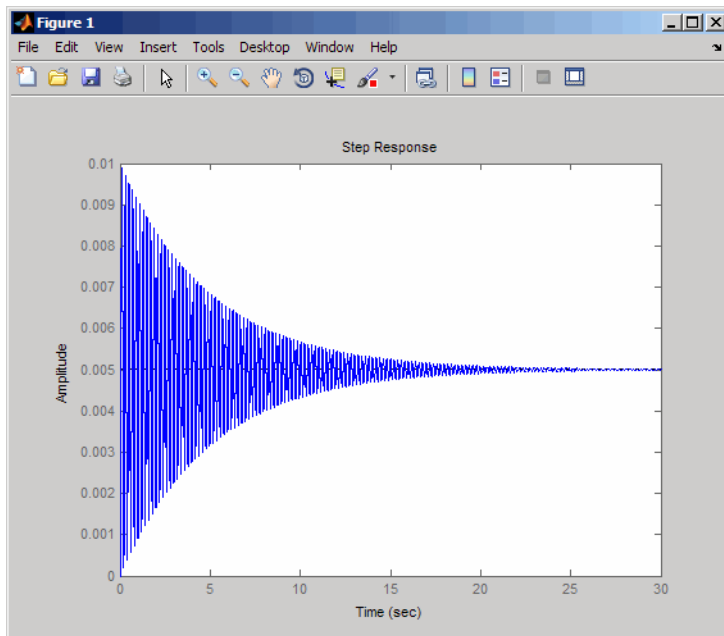 Figure 1
File Edit View Insert Tools Desktop Window Help
Step Response
0.01
0.009
0.008
0.007
0.006
0.005
0.004
0.003
0.002
0.001
0
Amplitude
0 5 10 15 20 25 30
Time (sec)